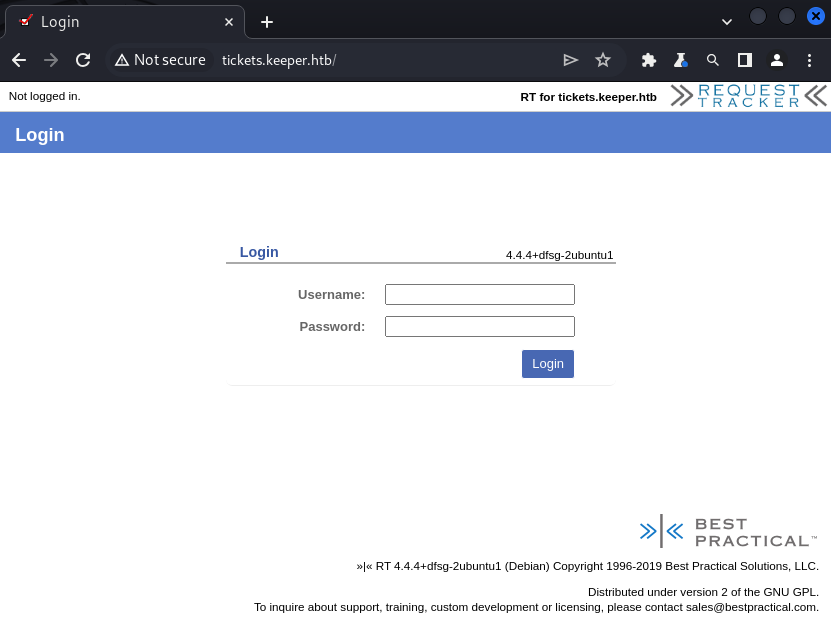 Login
Not secure tickets.keeper.htb/
Not logged in. RT for tickets.keeper.htb REQUEST TRACKER
Login
Login 4.4.4+dfsg-2ubuntu1
Username:
Password:
Login
BEST
PRACTICAL™
»|« RT 4.4.4+dfsg-2ubuntu1 (Debian) Copyright 1996-2019 Best Practical Solutions, LLC.
Distributed under version 2 of the GNU GPL.
To inquire about support, training, custom development or licensing, please contact sales@bestpractical.com.